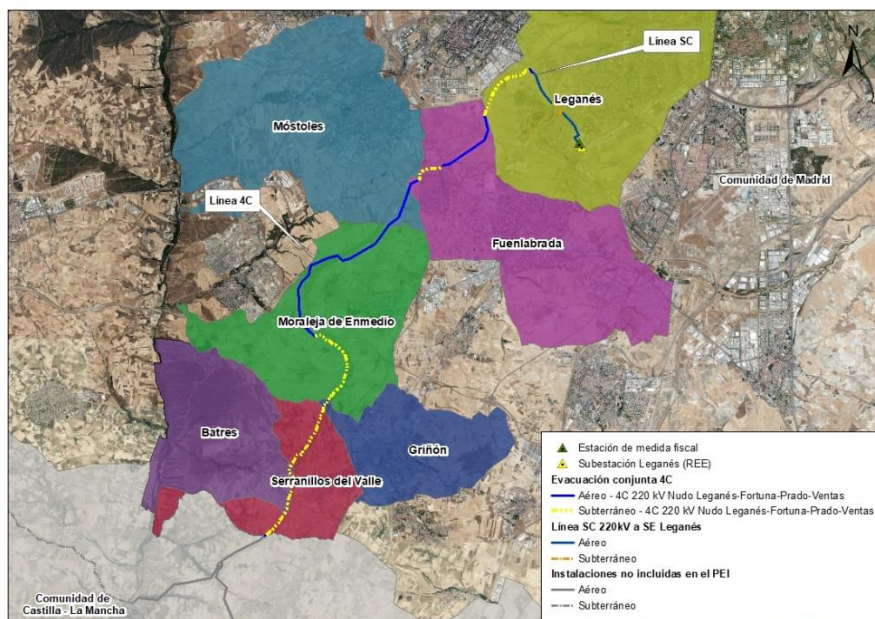 N
Línea SC
Leganés
Móstoles
Comunidad de Madrid
Línea 4C
Fuenlabrada
Moraleja de Enmedio
Batres
Griñón
Serranillos del Valle
Comunidad de
Castilla - La Mancha
Estación de medida fiscal
Subestación Leganés (REE)
Evacuación conjunta 4C
Aéreo - 4C 220 kV Nudo Leganés-Fortuna-Prado-Ventas
Subterráneo - 4C 220 kV Nudo Leganés-Fortuna-Prado-Ventas
Línea SC 220kV a SE Leganés
Aéreo
Subterráneo
Instalaciones no incluidas en el PEI
Aéreo
Subterráneo